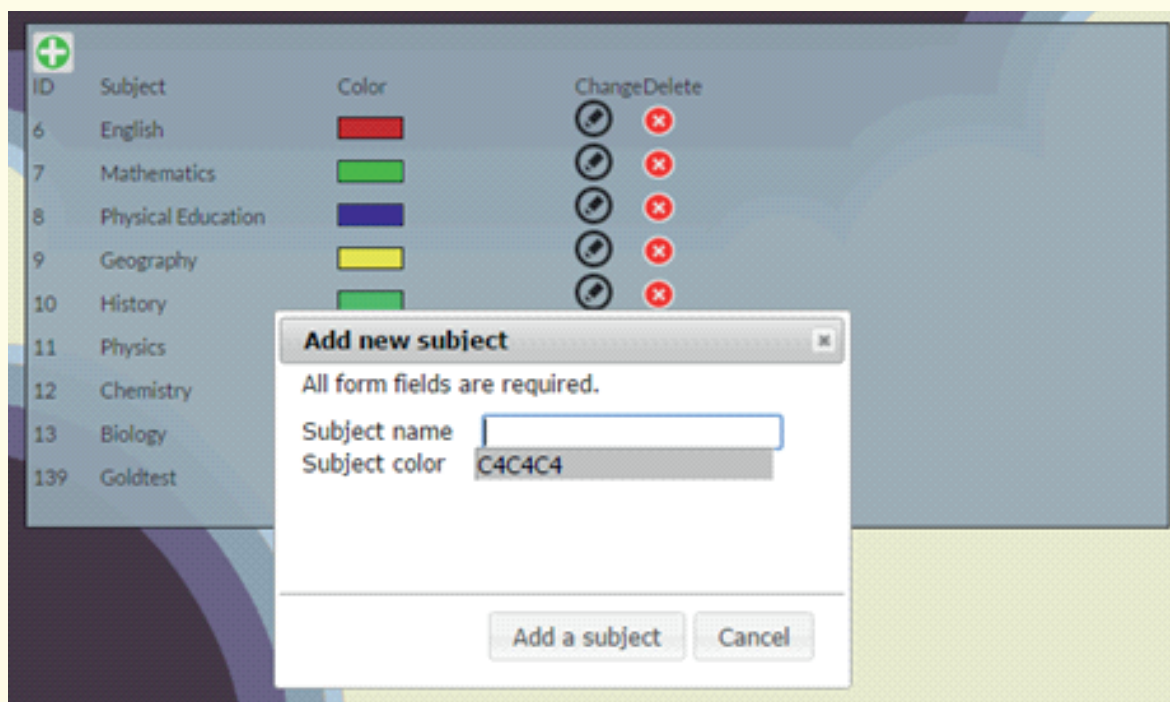 ID Subject Color ChangeDelete
6 English
7 Mathematics
8 Physical Education
9 Geography
10 History
11 Physics
12 Chemistry
13 Biology
139 Goldtest
Add new subject
All form fields are required.
Subject name
Subject color C4C4C4
Add a subject Cancel